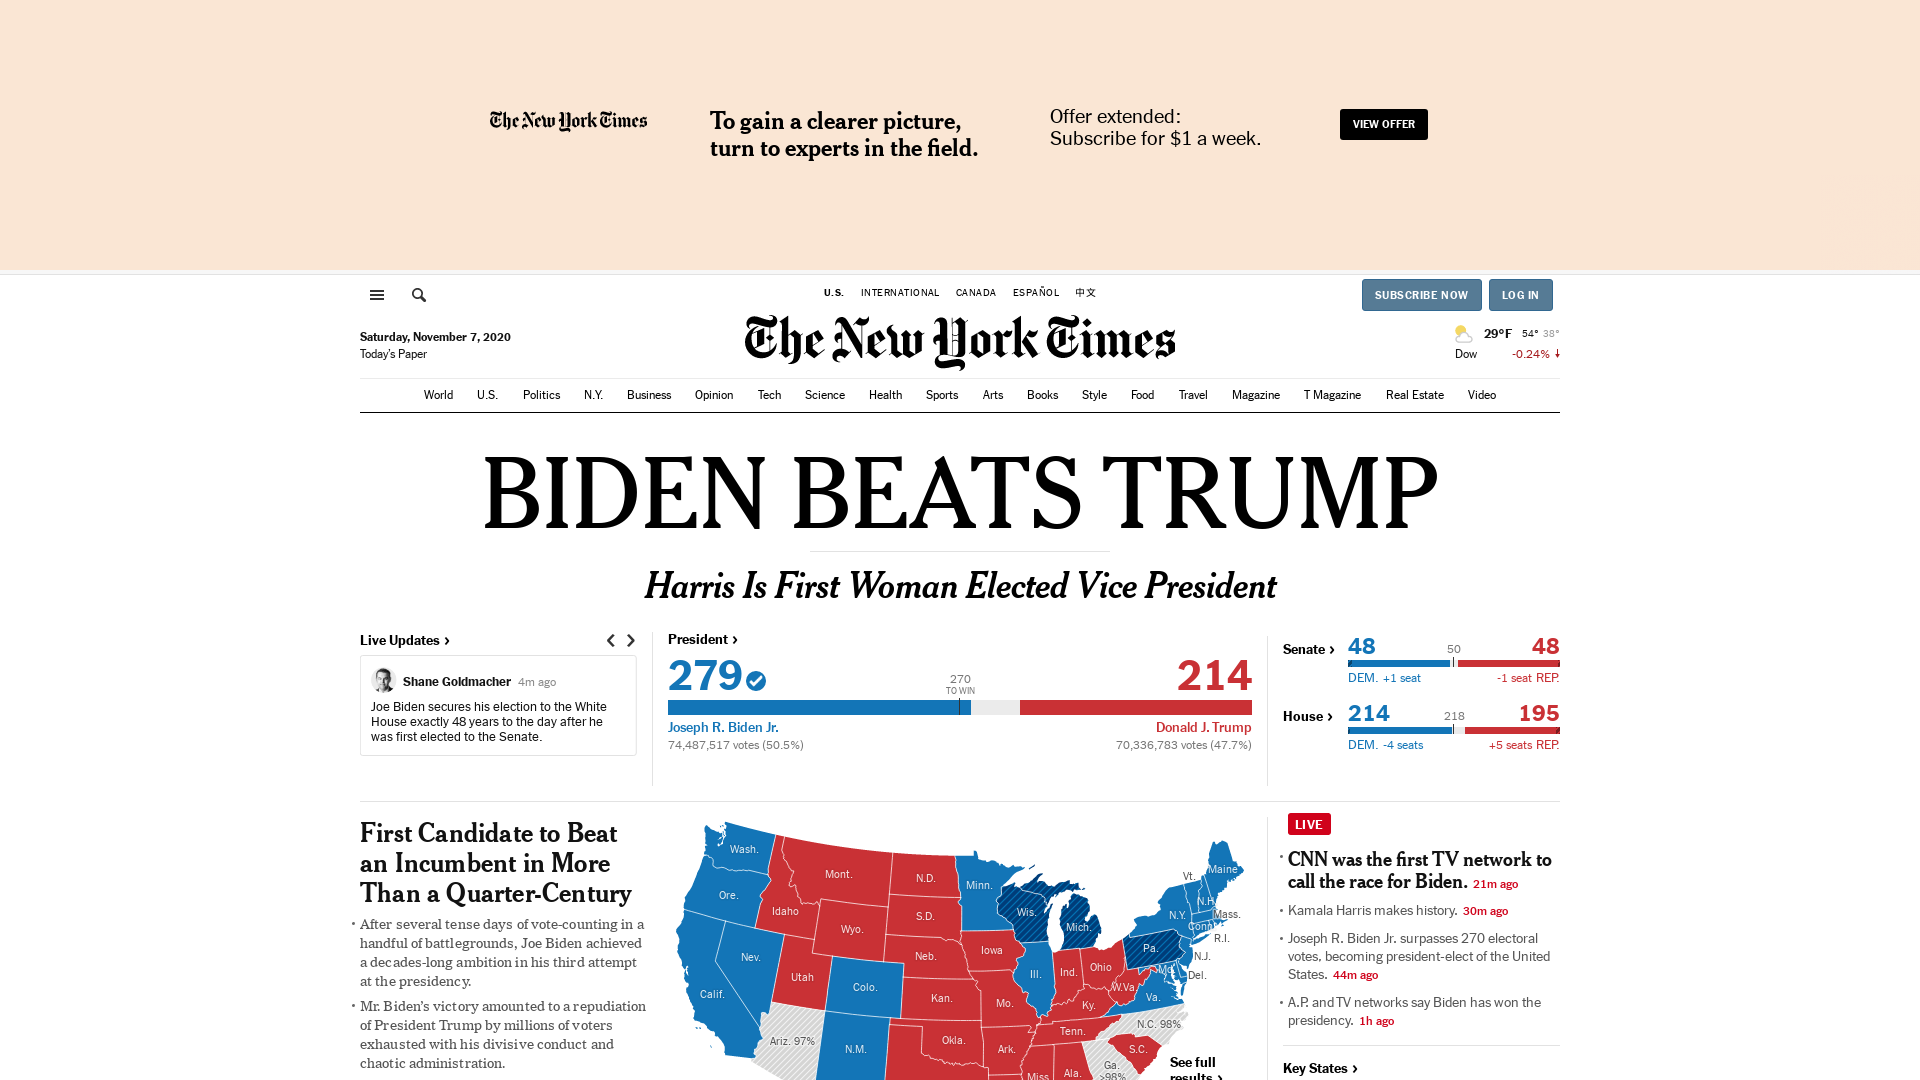 The New York Times
To gain a clearer picture,
turn to experts in the field.
Offer extended:
Subscribe for $1 a week.
VIEW OFFER
U.S. INTERNATIONAL CANADA ESPAÑOL 中文
SUBSCRIBE NOW LOG IN
Saturday, November 7, 2020
Today's Paper
The New York Times
29°F 54° 38°
Dow -0.24% ↓
World U.S. Politics N.Y. Business Opinion Tech Science Health Sports Arts Books Style Food Travel Magazine T Magazine Real Estate Video
BIDEN BEATS TRUMP
Harris Is First Woman Elected Vice President
Live Updates ›
Shane Goldmacher 4m ago
Joe Biden secures his election to the White
House exactly 48 years to the day after he
was first elected to the Senate.
President ›
279 214
270
TO WIN
Joseph R. Biden Jr. Donald J. Trump
74,487,517 votes (50.5%) 70,336,783 votes (47.7%)
Senate › 48 50 48
DEM. +1 seat -1 seat REP.
House › 214 218 195
DEM. -4 seats +5 seats REP.
First Candidate to Beat
an Incumbent in More
Than a Quarter-Century
• After several tense days of vote-counting in a
handful of battlegrounds, Joe Biden achieved
a decades-long ambition in his third attempt
at the presidency.
• Mr. Biden’s victory amounted to a repudiation
of President Trump by millions of voters
exhausted with his divisive conduct and
chaotic administration.
Wash.
Mont.
N.D.
Minn.
Maine
Vt.
Ore.
Idaho
S.D.
Wis.
N.H.
N.Y.
Mass.
Wyo.
Mich.
Conn.
R.I.
Nev.
Neb.
Iowa
Pa.
N.J.
Utah
Ill.
Ind.
Ohio
Md.
Del.
Calif.
Colo.
Kan.
Mo.
W.Va.
Va.
Ky.
Ariz. 97%
N.M.
Okla.
Ark.
Tenn.
N.C. 98%
S.C.
Miss.
Ala.
Ga.
>98%
See full
results ›
LIVE
• CNN was the first TV network to
call the race for Biden. 21m ago
• Kamala Harris makes history. 30m ago
• Joseph R. Biden Jr. surpasses 270 electoral
votes, becoming president-elect of the United
States. 44m ago
• A.P. and TV networks say Biden has won the
presidency. 1h ago
Key States ›